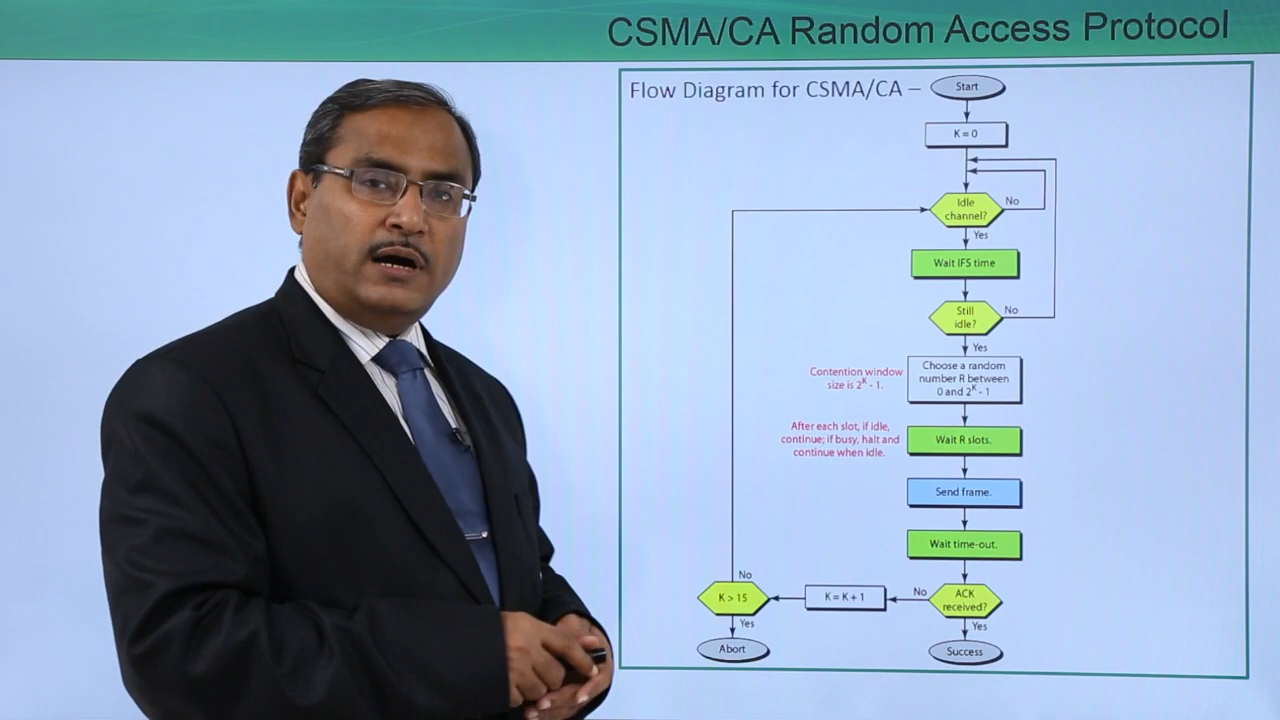 CSMA/CA Random Access Protocol
Flow Diagram for CSMA/CA –
Start
K = 0
Idle
channel?
No
Yes
Wait IFS time
Still
idle?
No
Yes
Contention window
size is 2^K - 1.
Choose a random
number R between
0 and 2^K - 1
After each slot, if idle,
continue; if busy, halt and
continue when idle.
Wait R slots.
Send frame.
Wait time-out.
ACK
received?
No
K = K + 1
K > 15
No
Yes
Abort
Yes
Success